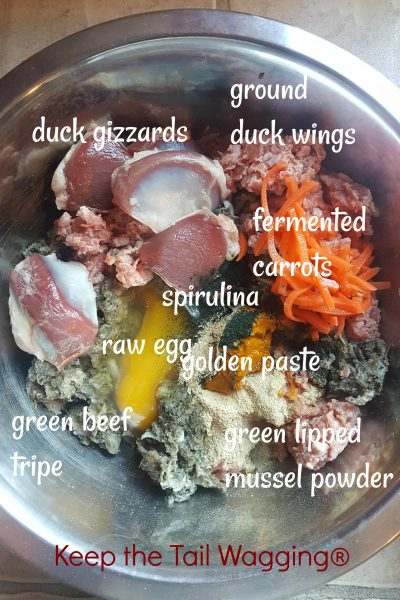 ground
duck gizzards duck wings
fermented
carrots
spirulina
raw egg
golden paste
green beef
tripe
green lipped
mussel powder
Keep the Tail Wagging®